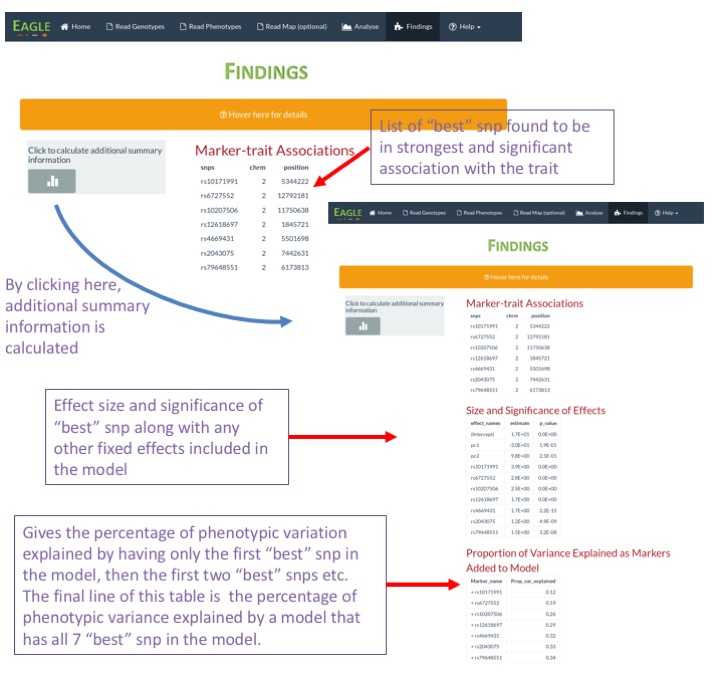 EAGLE Home Read Genotypes Read Phenotypes Read Map (optional) Analyse Findings Help
FINDINGS
Hover here for details
Click to calculate additional summary
information
Marker-trait Associations
snps chrm position
rs10171991 2 5344222
rs6727552 2 12792181
rs10207506 2 11750638
rs12618697 2 1845721
rs4669431 2 5501698
rs2043075 2 7442631
rs79648551 2 6173813
List of “best” snp found to be
in strongest and significant
association with the trait
By clicking here,
additional summary
information is
calculated
EAGLE Home Read Genotypes Read Phenotypes Read Map (optional) Analyse Findings Help
FINDINGS
Hover here for details
Click to calculate additional summary
information
Marker-trait Associations
snps chrm position
rs10171991 2 5344222
rs6727552 2 12792181
rs10207506 2 11750638
rs12618697 2 1845721
rs4669431 2 5501698
rs2043075 2 7442631
rs79648551 2 6173813
Effect size and significance of
“best” snp along with any
other fixed effects included in
the model
Size and Significance of Effects
effect_names estimate p_value
(Intercept) 1.7E+01 0.0E+00
pc1 -3.0E+01 1.9E-01
pc2 9.8E+00 2.5E-01
rs10171991 3.9E+00 0.0E+00
rs6727552 2.8E+00 0.0E+00
rs10207506 2.5E+00 0.0E+00
rs12618697 1.7E+00 0.0E+00
rs4669431 1.7E+00 2.2E-15
rs2043075 1.2E+00 4.9E-09
rs79648551 1.5E+00 3.2E-08
Gives the percentage of phenotypic variation
explained by having only the first “best” snp in
the model, then the first two “best” snps etc.
The final line of this table is the percentage of
phenotypic variance explained by a model that
has all 7 “best” snp in the model.
Proportion of Variance Explained as Markers
Added to Model
Marker_name Prop_var_explained
+ rs10171991 0.12
+ rs6727552 0.19
+ rs10207506 0.26
+ rs12618697 0.29
+ rs4669431 0.32
+ rs2043075 0.33
+ rs79648551 0.34